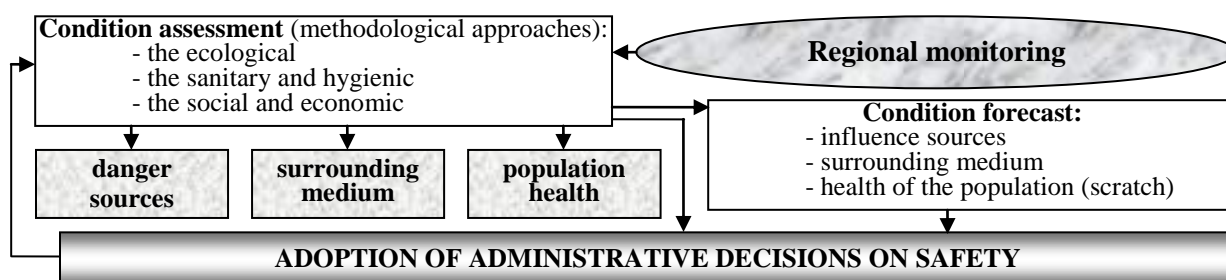 Condition assessment (methodological approaches):
- the ecological
- the sanitary and hygienic
- the social and economic
Regional monitoring
Condition forecast:
- influence sources
- surrounding medium
- health of the population (scratch)
danger
sources
surrounding
medium
population
health
ADOPTION OF ADMINISTRATIVE DECISIONS ON SAFETY